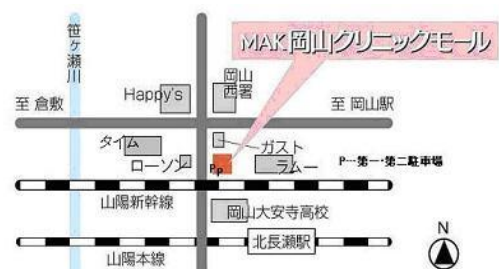 MAK岡山クリニックモール
笹ヶ瀬川
Happy's
岡山
西署
至 倉敷
至 岡山駅
タイム
ガスト
ローソン
PP
ラムー
P…第一・第二駐車場
山陽新幹線
岡山大安寺高校
北長瀬駅
山陽本線
N